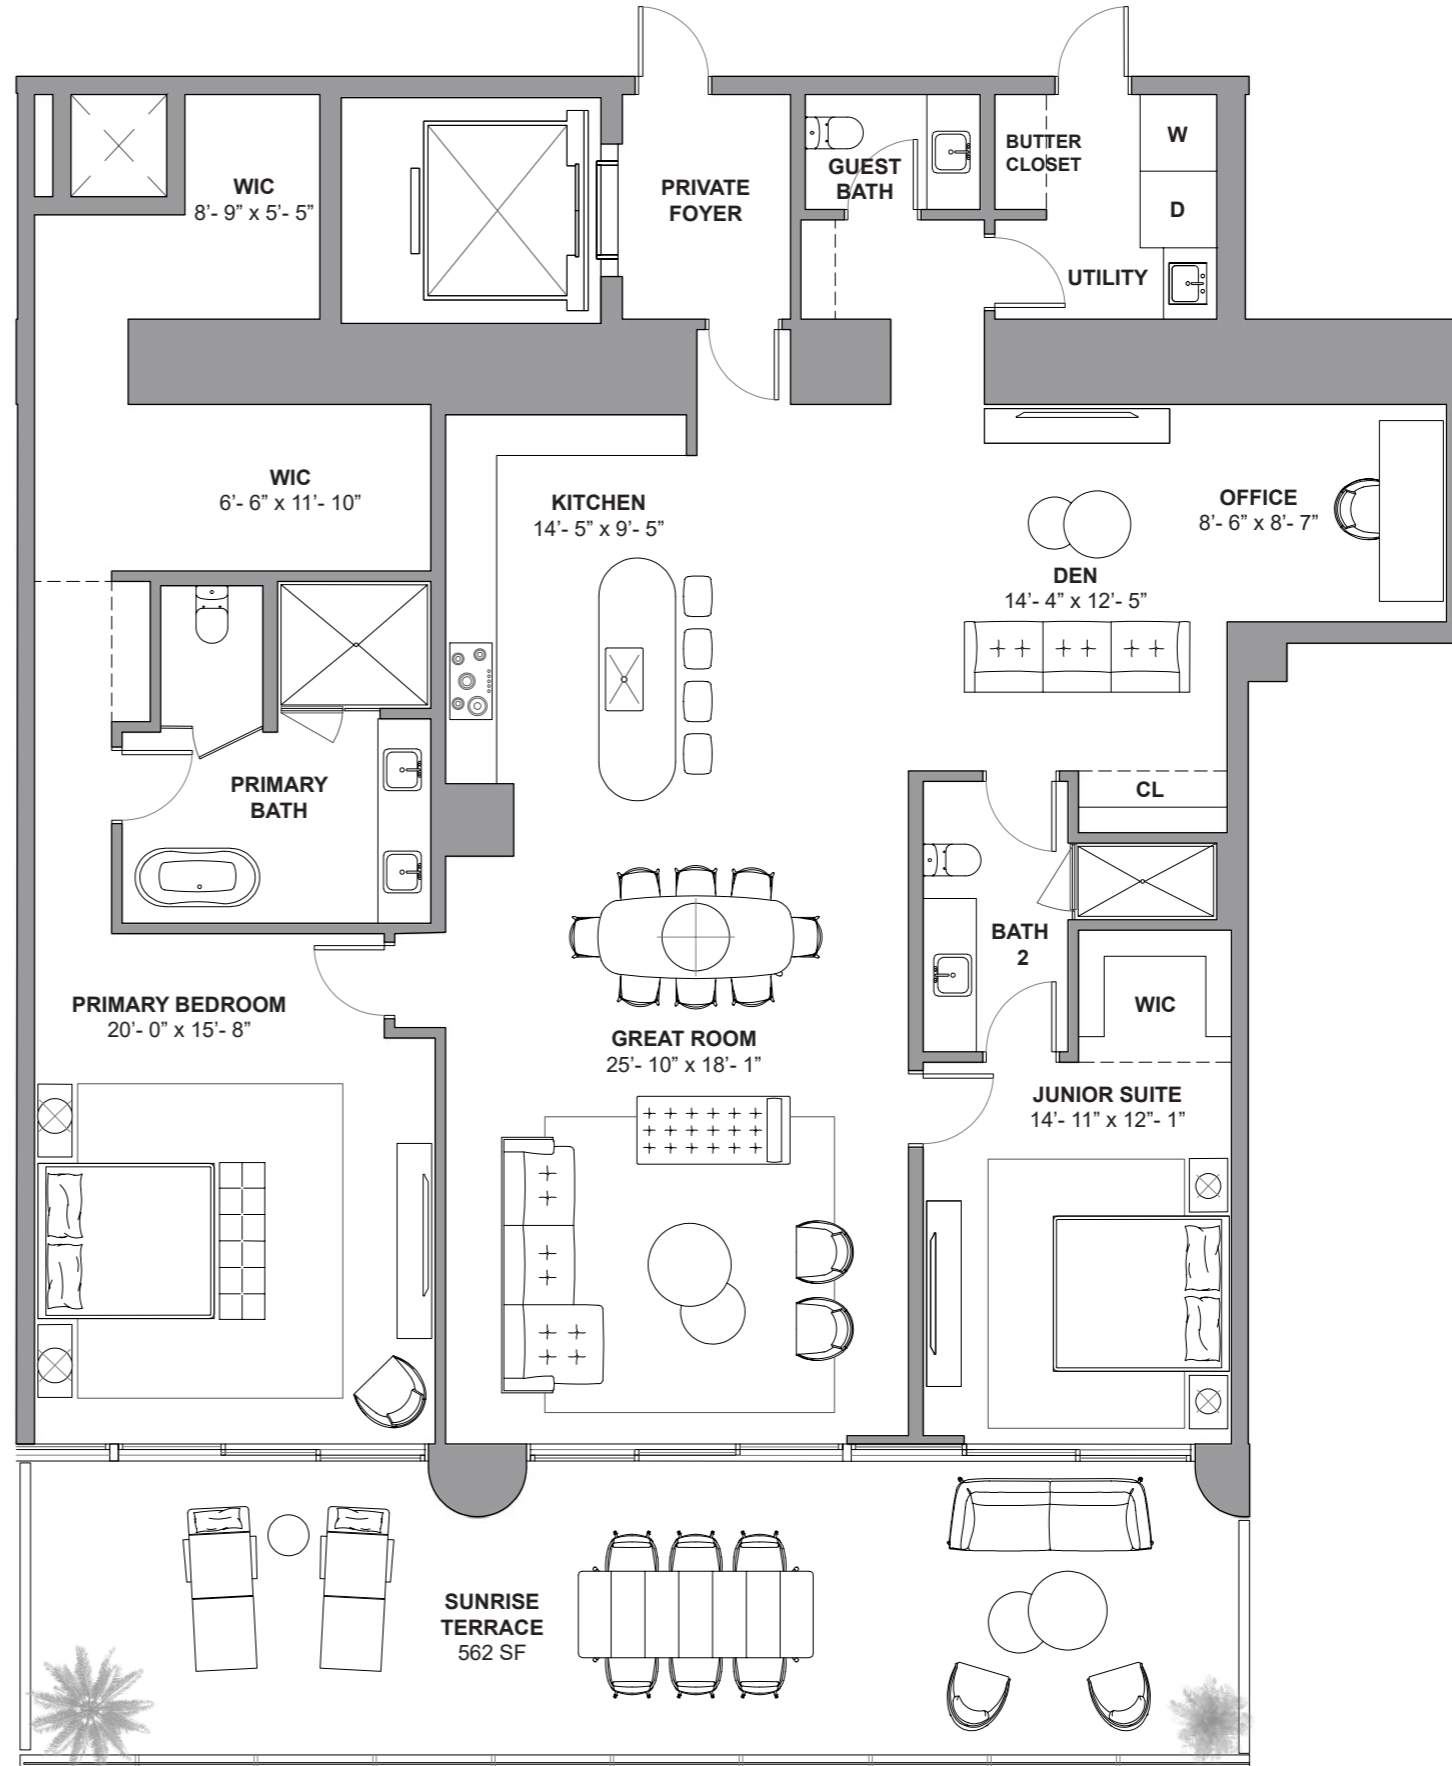 WIC
8’- 9” x 5’- 5”
PRIVATE
FOYER
GUEST
BATH
BUTTER
CLOSET
W
D
UTILITY
WIC
6’- 6” x 11’- 10”
KITCHEN
14’- 5” x 9’- 5”
OFFICE
8’- 6” x 8’- 7”
DEN
14’- 4” x 12’- 5”
PRIMARY
BATH
CL
BATH
2
PRIMARY BEDROOM
20’- 0” x 15’- 8”
WIC
GREAT ROOM
25’- 10” x 18’- 1”
JUNIOR SUITE
14’- 11” x 12”- 1”
SUNRISE
TERRACE
562 SF